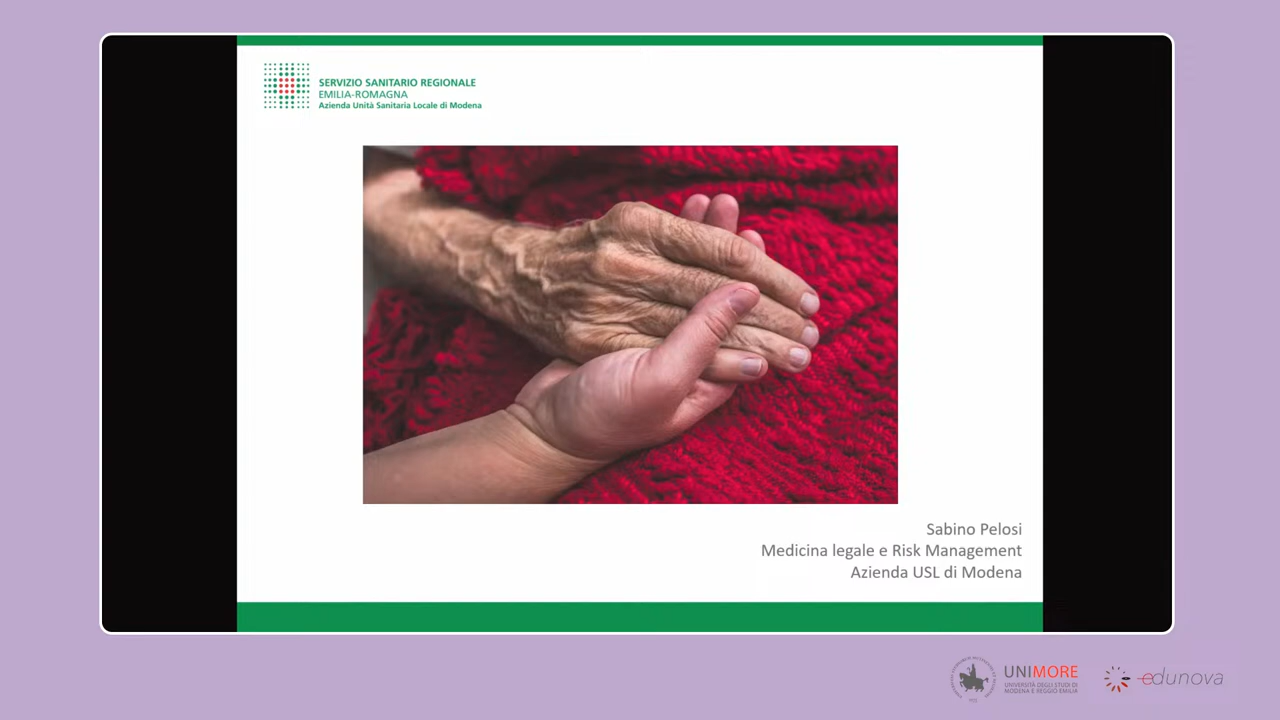 SERVIZIO SANITARIO REGIONALE
EMILIA-ROMAGNA
Azienda Unità Sanitaria Locale di Modena
Sabino Pelosi
Medicina legale e Risk Management
Azienda USL di Modena
UNIMORE
UNIVERSITÀ DEGLI STUDI DI
MODENA E REGGIO EMILIA
edunova